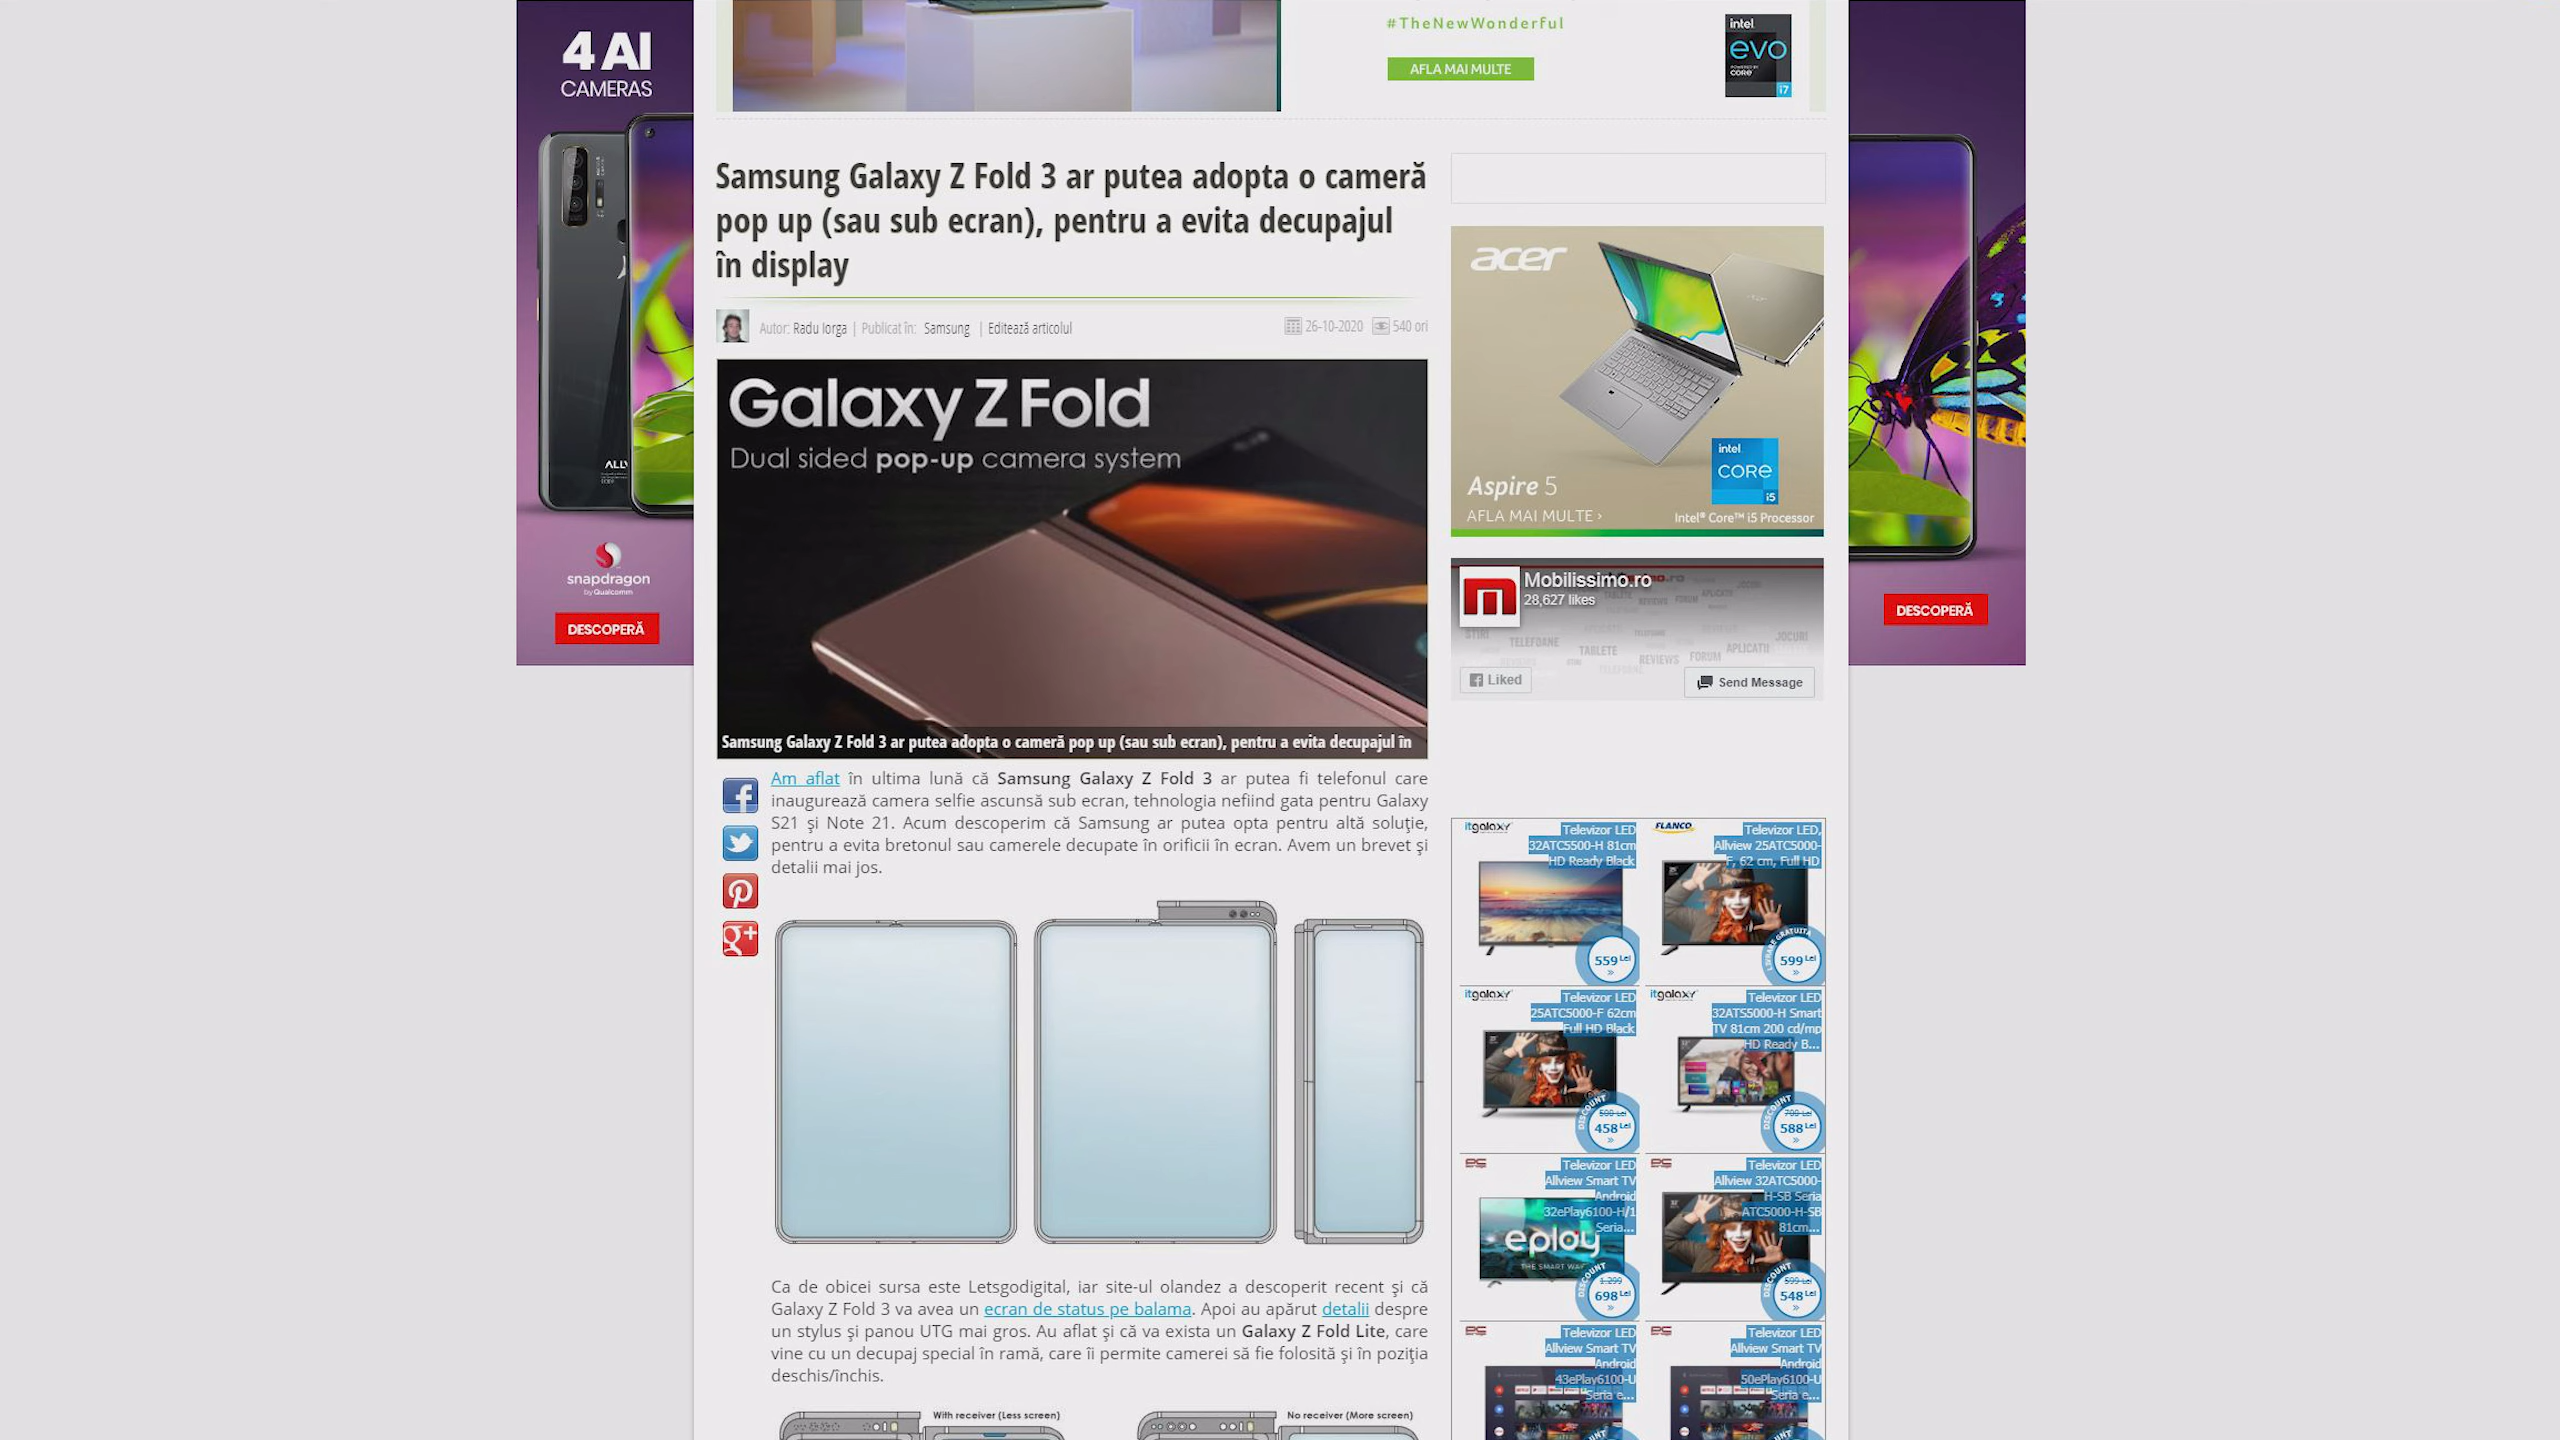 4 AI
CAMERAS
ALLV
snapdragon
by Qualcomm
DESCOPERĂ
#TheNewWonderful
AFLA MAI MULTE
intel
evo
POWERED BY
CORE
i7
Samsung Galaxy Z Fold 3 ar putea adopta o cameră
pop up (sau sub ecran), pentru a evita decupajul
în display
Autor: Radu Iorga | Publicat în: Samsung | Editează articolul
26-10-2020 540 ori
Galaxy Z Fold
Dual sided pop-up camera system
Samsung Galaxy Z Fold 3 ar putea adopta o cameră pop up (sau sub ecran), pentru a evita decupajul în
Am aflat în ultima lună că Samsung Galaxy Z Fold 3 ar putea fi telefonul care
inaugurează camera selfie ascunsă sub ecran, tehnologia nefiind gata pentru Galaxy
S21 și Note 21. Acum descoperim că Samsung ar putea opta pentru altă soluție,
pentru a evita bretonul sau camerele decupate în orificii în ecran. Avem un brevet și
detalii mai jos.
Ca de obicei sursa este Letsgodigital, iar site-ul olandez a descoperit recent și că
Galaxy Z Fold 3 va avea un ecran de status pe balama. Apoi au apărut detalii despre
un stylus și panou UTG mai gros. Au aflat și că va exista un Galaxy Z Fold Lite, care
vine cu un decupaj special în ramă, care îi permite camerei să fie folosită și în poziția
deschis/închis.
With receiver (Less screen)
No receiver (More screen)
acer
intel
CORE
i5
Aspire 5
AFLA MAI MULTE ›
Intel® Core™ i5 Processor
Mobilissimo.ro
28,627 likes
STIRI
TELEFOANE
TABLETE
REVIEWS
FORUM
APLICATII
JOCURI
Liked
Send Message
itgalaxy
Televizor LED
32ATC5500-H 81cm
HD Ready Black
559 Lei
FLANCO
Televizor LED,
Allview 25ATC5000-
F, 62 cm, Full HD
LIVRARE GRATUITA
599 Lei
itgalaxy
Televizor LED
25ATC5000-F 62cm
Full HD Black
DISCOUNT
458 Lei
itgalaxy
Televizor LED
32ATS5000-H Smart
TV 81cm 200 cd/mp
HD Ready B...
DISCOUNT
588 Lei
Televizor LED
Allview Smart TV
Android
32ePlay6100-H/1
Seria...
eplay
THE SMART WA
DISCOUNT
1.299
698 Lei
Televizor LED
Allview 32ATC5000-
H-SB Seria
ATC5000-H-SB
81cm...
DISCOUNT
599 Lei
548 Lei
Televizor LED
Allview Smart TV
Android
43ePlay6100-U
Seria e...
Televizor LED
Allview Smart TV
Android
50ePlay6100-U
Seria e...
DESCOPERĂ